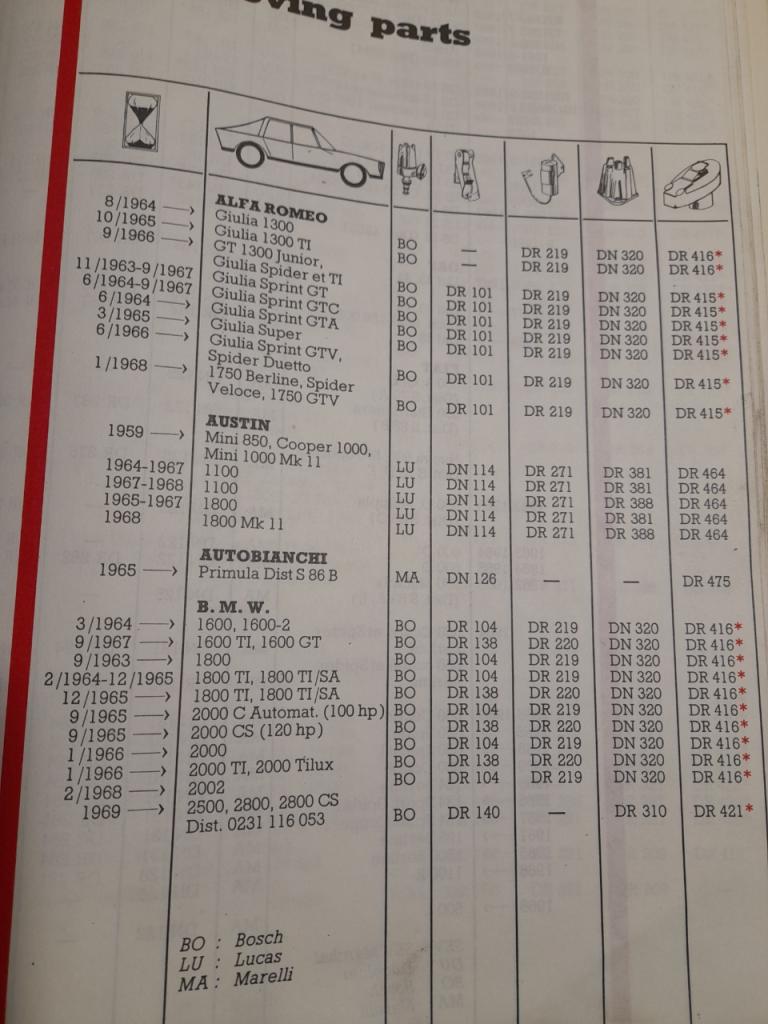 oving parts
ALFA ROMEO
8/1964 → Giulia 1300 BO — DR 219 DN 320 DR 416*
10/1965 → Giulia 1300 TI BO — DR 219 DN 320 DR 416*
9/1966 → GT 1300 Junior,
Giulia Spider et TI BO DR 101 DR 219 DN 320 DR 415*
11/1963-9/1967 Giulia Sprint GT BO DR 101 DR 219 DN 320 DR 415*
6/1964-9/1967 Giulia Sprint GTC BO DR 101 DR 219 DN 320 DR 415*
6/1964 → Giulia Sprint GTA BO DR 101 DR 219 DN 320 DR 415*
3/1965 → Giulia Super BO DR 101 DR 219 DN 320 DR 415*
6/1966 → Giulia Sprint GTV,
Spider Duetto BO DR 101 DR 219 DN 320 DR 415*
1/1968 → 1750 Berline, Spider
Veloce, 1750 GTV BO DR 101 DR 219 DN 320 DR 415*
AUSTIN
1959 → Mini 850, Cooper 1000,
Mini 1000 Mk 11 LU DN 114 DR 271 DR 381 DR 464
1964-1967 1100 LU DN 114 DR 271 DR 381 DR 464
1967-1968 1100 LU DN 114 DR 271 DR 388 DR 464
1965-1967 1800 LU DN 114 DR 271 DR 381 DR 464
1968 1800 Mk 11 LU DN 114 DR 271 DR 388 DR 464
AUTOBIANCHI
1965 → Primula Dist S 86 B MA DN 126 — — DR 475
B. M. W.
3/1964 → 1600, 1600-2 BO DR 104 DR 219 DN 320 DR 416*
9/1967 → 1600 TI, 1600 GT BO DR 138 DR 220 DN 320 DR 416*
9/1963 → 1800 BO DR 104 DR 219 DN 320 DR 416*
2/1964-12/1965 1800 TI, 1800 TI/SA BO DR 104 DR 219 DN 320 DR 416*
12/1965 → 1800 TI, 1800 TI/SA BO DR 138 DR 220 DN 320 DR 416*
9/1965 → 2000 C Automat. (100 hp) BO DR 104 DR 219 DN 320 DR 416*
9/1965 → 2000 CS (120 hp) BO DR 138 DR 220 DN 320 DR 416*
1/1966 → 2000 BO DR 104 DR 219 DN 320 DR 416*
1/1966 → 2000 TI, 2000 Tilux BO DR 138 DR 220 DN 320 DR 416*
2/1968 → 2002 BO DR 104 DR 219 DN 320 DR 416*
1969 → 2500, 2800, 2800 CS
Dist. 0231 116 053 BO DR 140 — DR 310 DR 421*
BO : Bosch
LU : Lucas
MA : Marelli